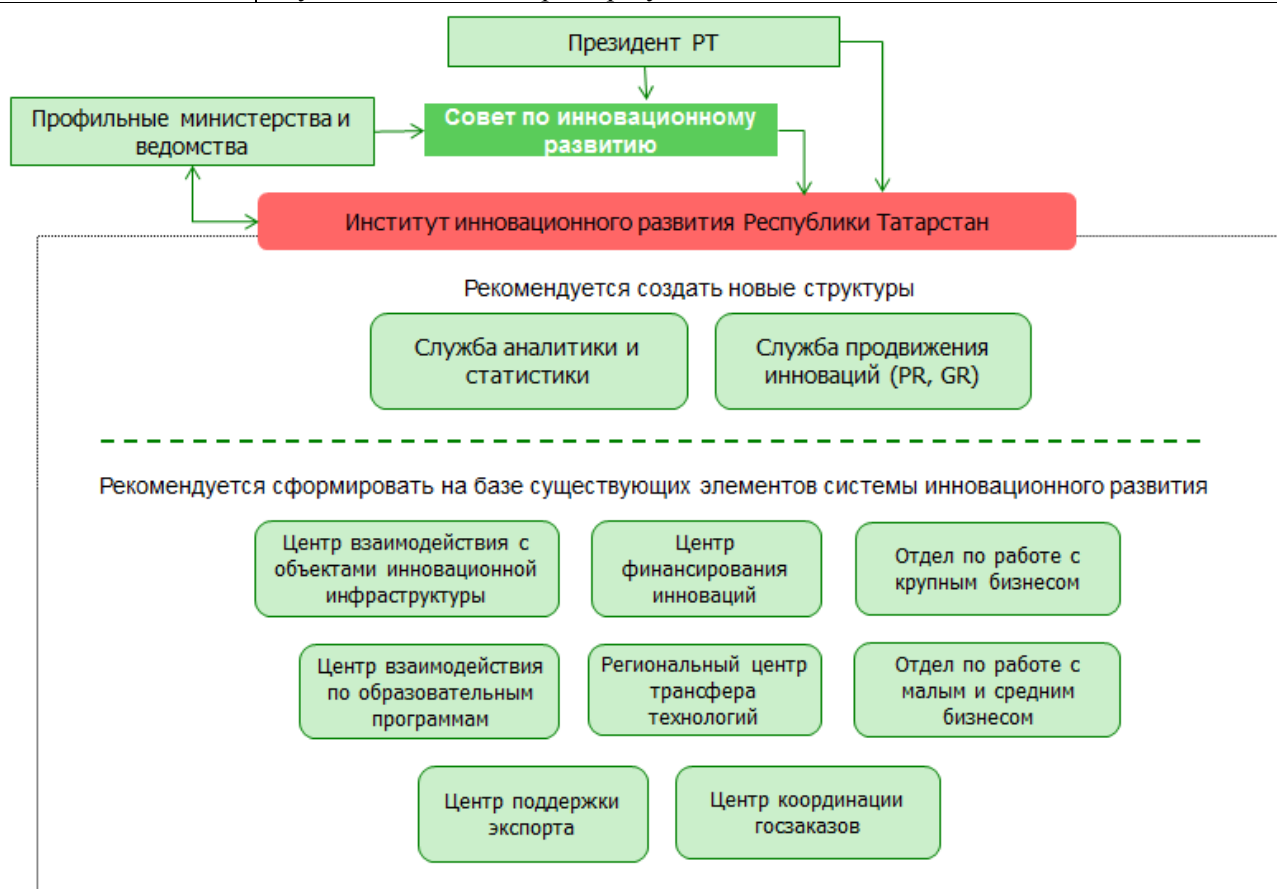 Президент РТ
Профильные министерства и
ведомства
Совет по инновационному
развитию
Институт инновационного развития Республики Татарстан
Рекомендуется создать новые структуры
Служба аналитики и
статистики
Служба продвижения
инноваций (PR, GR)
Рекомендуется сформировать на базе существующих элементов системы инновационного развития
Центр взаимодействия с
объектами инновационной
инфраструктуры
Центр
финансирования
инноваций
Отдел по работе с
крупным бизнесом
Центр взаимодействия
по образовательным
программам
Региональный центр
трансфера
технологий
Отдел по работе с
малым и средним
бизнесом
Центр поддержки
экспорта
Центр координации
госзаказов